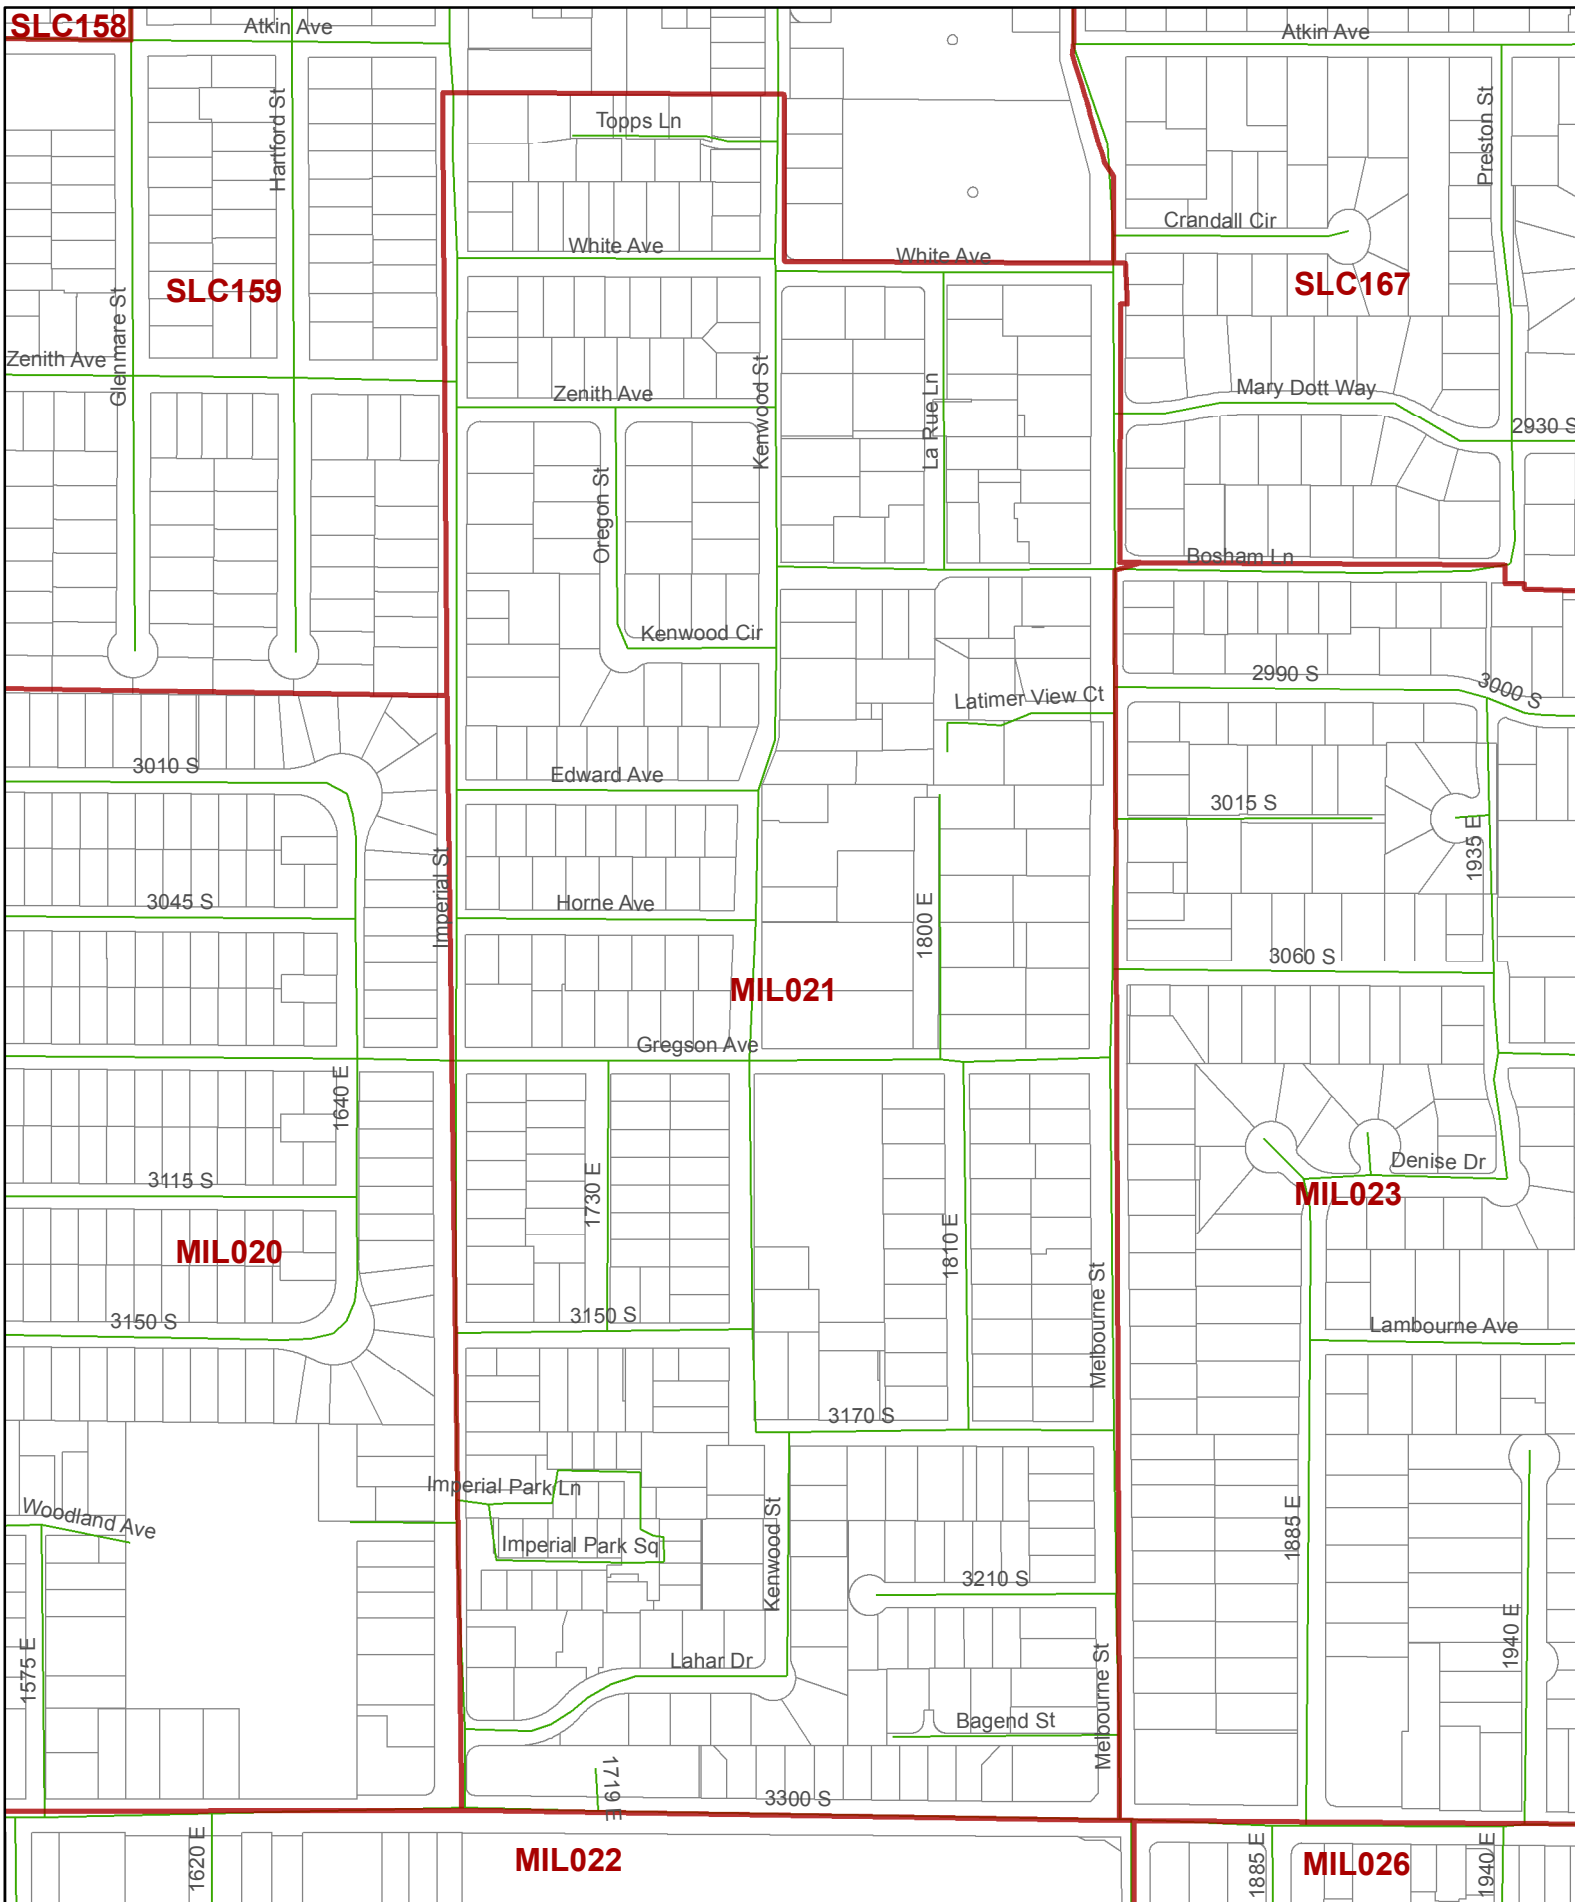 SLC158
Atkin Ave
Atkin Ave
Hartford St
Topps Ln
Preston St
Crandall Cir
White Ave
White Ave
SLC159
SLC167
Glenmare St
Zenith Ave
Zenith Ave
Kenwood St
La Rue Ln
Mary Dott Way
2930 S
Oregon St
Bosham Ln
Kenwood Cir
2990 S
3000 S
Latimer View Ct
3010 S
Edward Ave
3015 S
1935 E
Imperial St
3045 S
Horne Ave
1800 E
3060 S
MIL021
Gregson Ave
1640 E
3115 S
1730 E
1810 E
Denise Dr
MIL023
MIL020
3150 S
3150 S
Melbourne St
Lambourne Ave
3170 S
Imperial Park Ln
Woodland Ave
Imperial Park Sq
Kenwood St
1885 E
3210 S
1575 E
Lahar Dr
1940 E
Melbourne St
Bagend St
1719 E
3300 S
1620 E
MIL022
1885 E
MIL026
1940 E